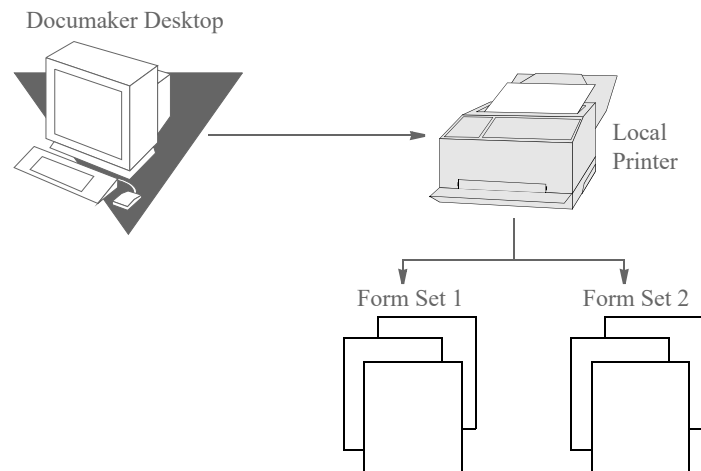 Documaker Desktop
Local
Printer
Form Set 1
Form Set 2